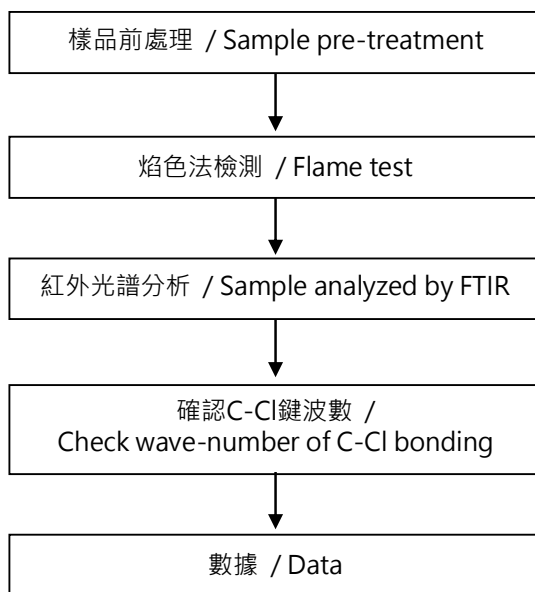 樣品前處理 / Sample pre-treatment
焰色法檢測 / Flame test
紅外光譜分析 / Sample analyzed by FTIR
確認C-Cl鍵波數 /
Check wave-number of C-Cl bonding
數據 / Data